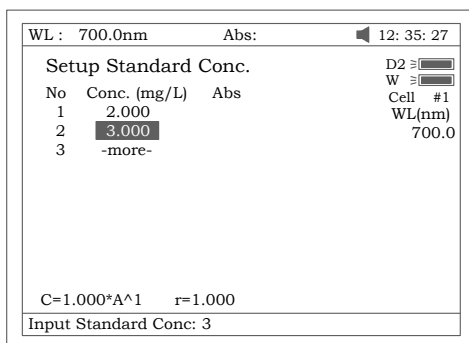 WL : 700.0nm Abs: 12: 35: 27
Setup Standard Conc.
No Conc. (mg/L) Abs
1 2.000
2 3.000
3 -more-
D2
W
Cell #1
WL(nm)
700.0
C=1.000*A^1 r=1.000
Input Standard Conc: 3